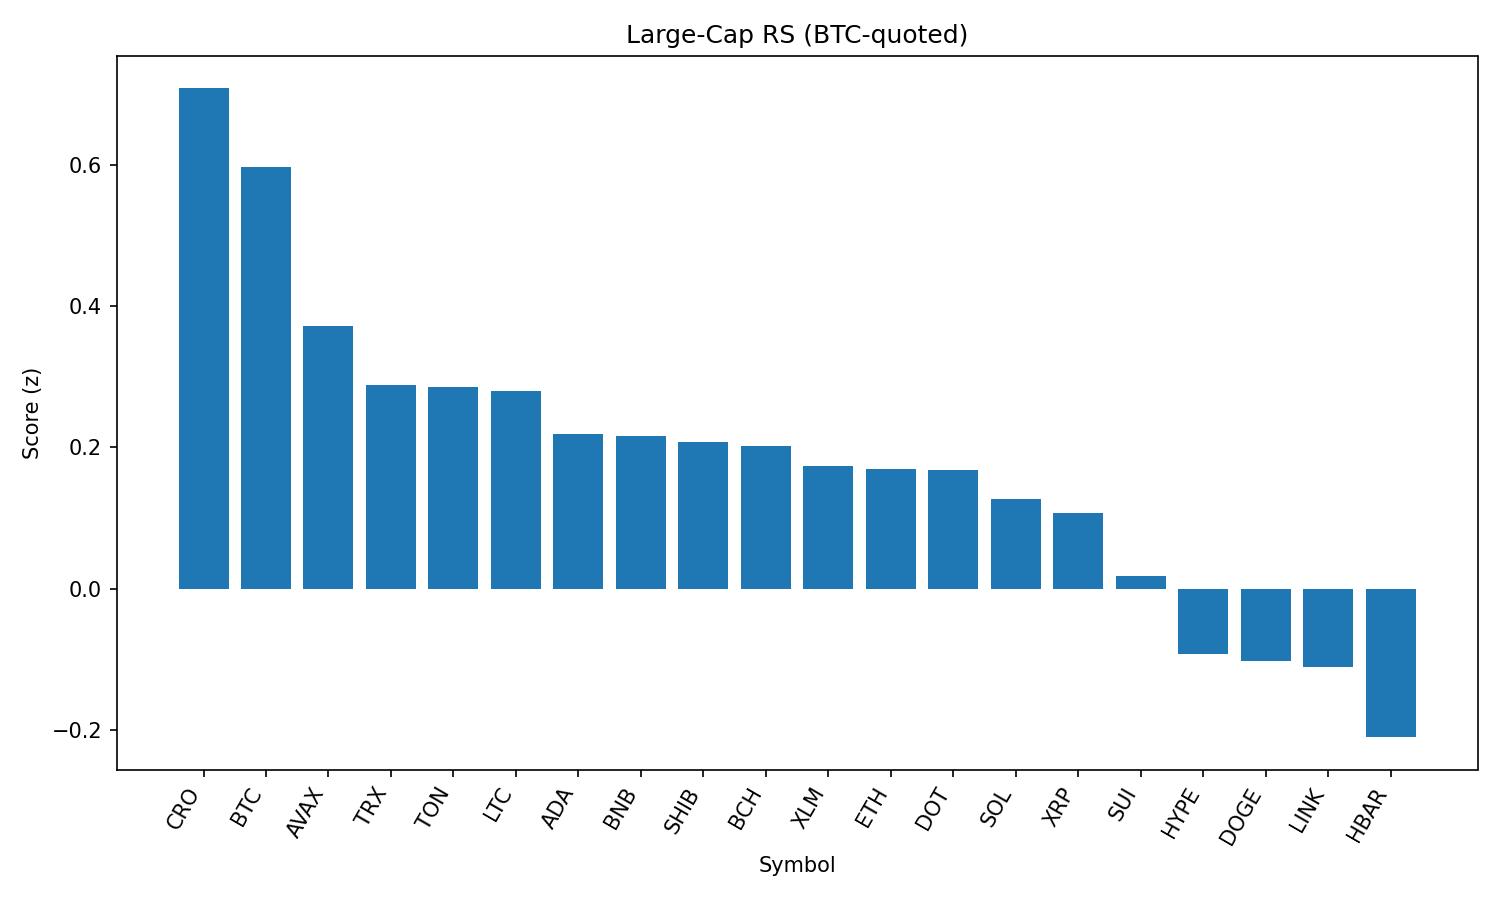 Large-Cap RS (BTC-quoted)
Score (z)
0.6
0.4
0.2
0.0
−0.2
CRO
BTC
AVAX
TRX
TON
LTC
ADA
BNB
SHIB
BCH
XLM
ETH
DOT
SOL
XRP
SUI
HYPE
DOGE
LINK
HBAR
Symbol